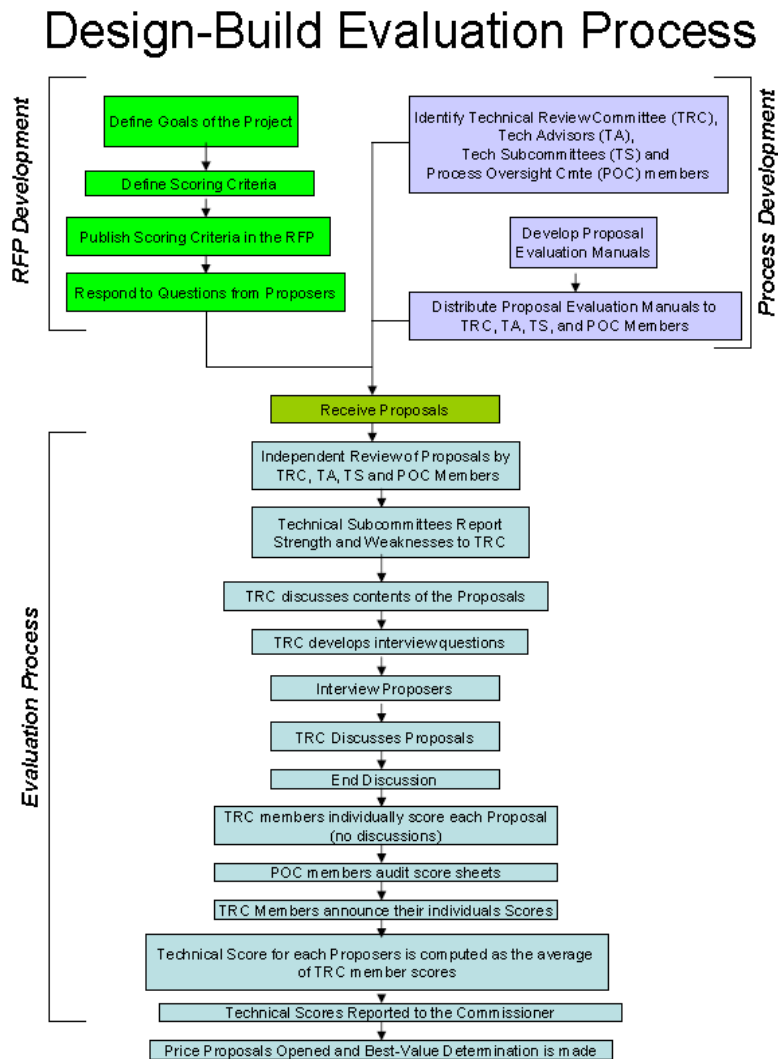 Design-Build Evaluation Process
RFP Development
Define Goals of the Project
Define Scoring Criteria
Publish Scoring Criteria in the RFP
Respond to Questions from Proposers
Identify Technical Review Committee (TRC),
Tech Advisors (TA),
Tech Subcommittees (TS) and
Process Oversight Cmte (POC) members
Develop Proposal
Evaluation Manuals
Distribute Proposal Evaluation Manuals to
TRC, TA, TS, and POC Members
Process Development
Receive Proposals
Evaluation Process
Independent Review of Proposals by
TRC, TA, TS and POC Members
Technical Subcommittees Report
Strength and Weaknesses to TRC
TRC discusses contents of the Proposals
TRC develops interview questions
Interview Proposers
TRC Discusses Proposals
End Discussion
TRC members individually score each Proposal
(no discussions)
POC members audit score sheets
TRC Members announce their individuals Scores
Technical Score for each Proposers is computed as the average
of TRC member scores
Technical Scores Reported to the Commissioner
Price Proposals Opened and Best-Value Determination is made